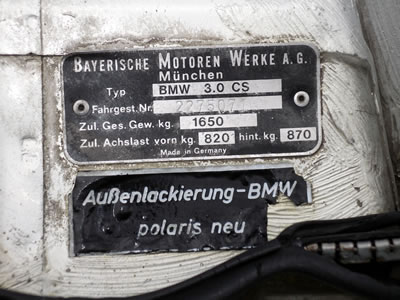 BAYERISCHE MOTOREN WERKE A.G.
München
Typ BMW 3.0 CS
Fahrgest. Nr. 2276077
Zul. Ges. Gew. kg. 1650
Zul. Achslast vorn kg. 820 hint. kg. 870
Made in Germany
Außenlackierung-BMW
polaris neu